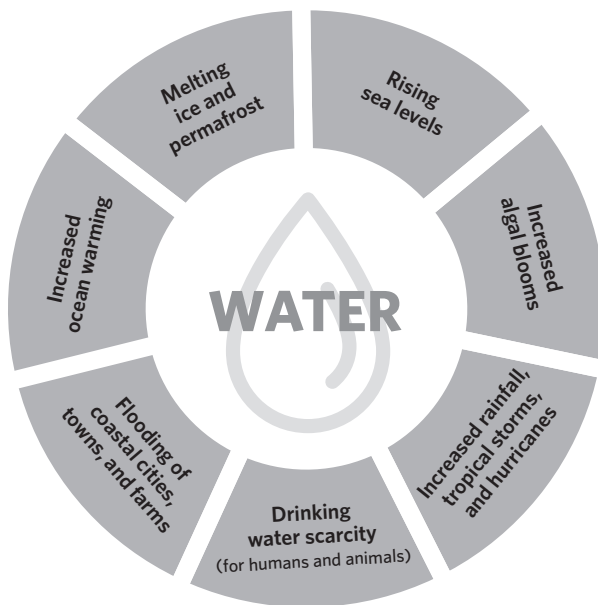 Melting
ice and
permafrost
Rising
sea levels
Increased
algal blooms
Increased rainfall,
tropical storms,
and hurricanes
Drinking
water scarcity
(for humans and animals)
Flooding of
coastal cities,
towns, and farms
Increased
ocean warming
WATER